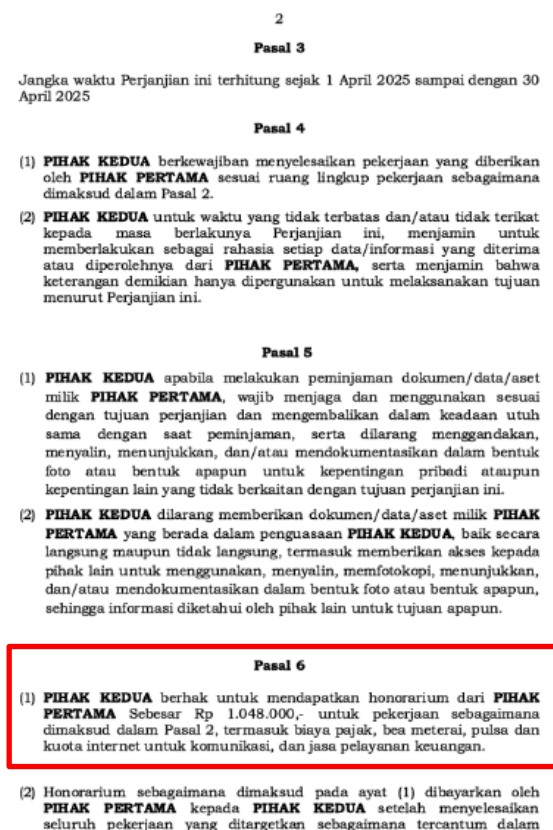 2
Pasal 3
Jangka waktu Perjanjian ini terhitung sejak 1 April 2025 sampai dengan 30
April 2025
Pasal 4
(1) PIHAK KEDUA berkewajiban menyelesaikan pekerjaan yang diberikan
oleh PIHAK PERTAMA sesuai ruang lingkup pekerjaan sebagaimana
dimaksud dalam Pasal 2.
(2) PIHAK KEDUA untuk waktu yang tidak terbatas dan/atau tidak terikat
kepada masa berlakunya Perjanjian ini, menjamin untuk
memberlakukan sebagai rahasia setiap data/informasi yang diterima
atau diperolehnya dari PIHAK PERTAMA, serta menjamin bahwa
keterangan demikian hanya dipergunakan untuk melaksanakan tujuan
menurut Perjanjian ini.
Pasal 5
(1) PIHAK KEDUA apabila melakukan peminjaman dokumen/data/aset
milik PIHAK PERTAMA, wajib menjaga dan menggunakan sesuai
dengan tujuan perjanjian dan mengembalikan dalam keadaan utuh
sama dengan saat peminjaman, serta dilarang menggandakan,
menyalin, menunjukkan, dan/atau mendokumentasikan dalam bentuk
foto atau bentuk apapun untuk kepentingan pribadi ataupun
kepentingan lain yang tidak berkaitan dengan tujuan perjanjian ini.
(2) PIHAK KEDUA dilarang memberikan dokumen/data/aset milik PIHAK
PERTAMA yang berada dalam penguasaan PIHAK KEDUA, baik secara
langsung maupun tidak langsung, termasuk memberikan akses kepada
pihak lain untuk menggunakan, menyalin, memfotokopi, menunjukkan,
dan/atau mendokumentasikan dalam bentuk foto atau bentuk apapun,
sehingga informasi diketahui oleh pihak lain untuk tujuan apapun.
Pasal 6
(1) PIHAK KEDUA berhak untuk mendapatkan honorarium dari PIHAK
PERTAMA Sebesar Rp 1.048.000,- untuk pekerjaan sebagaimana
dimaksud dalam Pasal 2, termasuk biaya pajak, bea meterai, pulsa dan
kuota internet untuk komunikasi, dan jasa pelayanan keuangan.
(2) Honorarium sebagaimana dimaksud pada ayat (1) dibayarkan oleh
PIHAK PERTAMA kepada PIHAK KEDUA setelah menyelesaikan
seluruh pekerjaan yang ditargetkan sebagaimana tercantum dalam